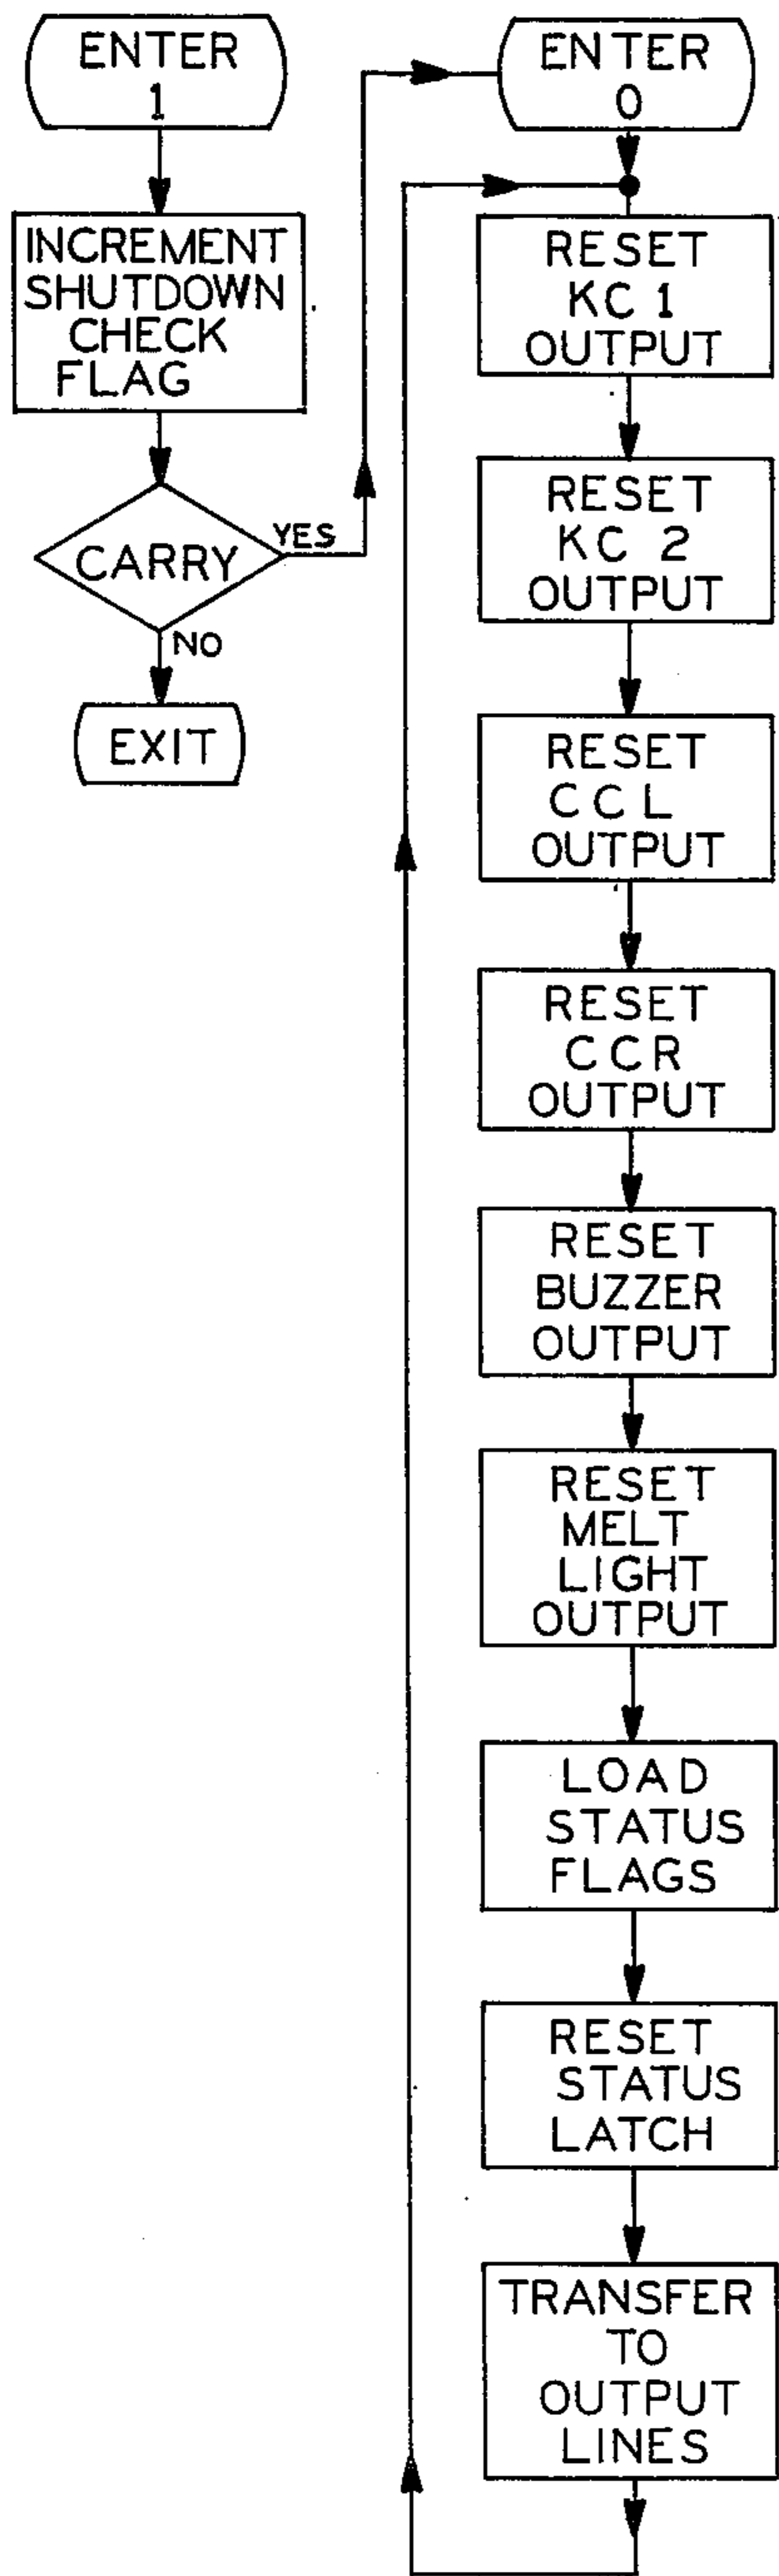 ENTER
1
INCREMENT
SHUTDOWN
CHECK
FLAG
CARRY
YES
NO
EXIT
ENTER
0
RESET
KC 1
OUTPUT
RESET
KC 2
OUTPUT
RESET
CCL
OUTPUT
RESET
CCR
OUTPUT
RESET
BUZZER
OUTPUT
RESET
MELT
LIGHT
OUTPUT
LOAD
STATUS
FLAGS
RESET
STATUS
LATCH
TRANSFER
TO
OUTPUT
LINES